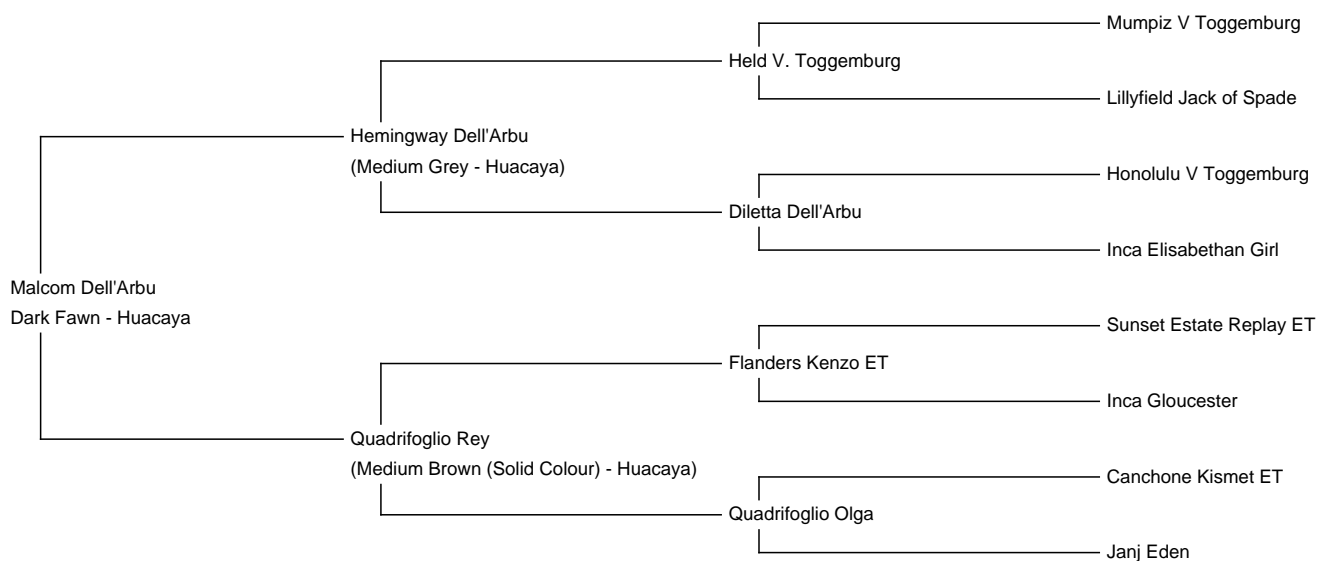 Mumpiz V Toggemburg
Held V. Toggemburg
Lillyfield Jack of Spade
Hemingway Dell'Arbu
(Medium Grey - Huacaya)
Honolulu V Toggemburg
Diletta Dell'Arbu
Inca Elisabethan Girl
Malcom Dell'Arbu
Dark Fawn - Huacaya
Sunset Estate Replay ET
Flanders Kenzo ET
Inca Gloucester
Quadrifoglio Rey
(Medium Brown (Solid Colour) - Huacaya)
Canchone Kismet ET
Quadrifoglio Olga
Janj Eden